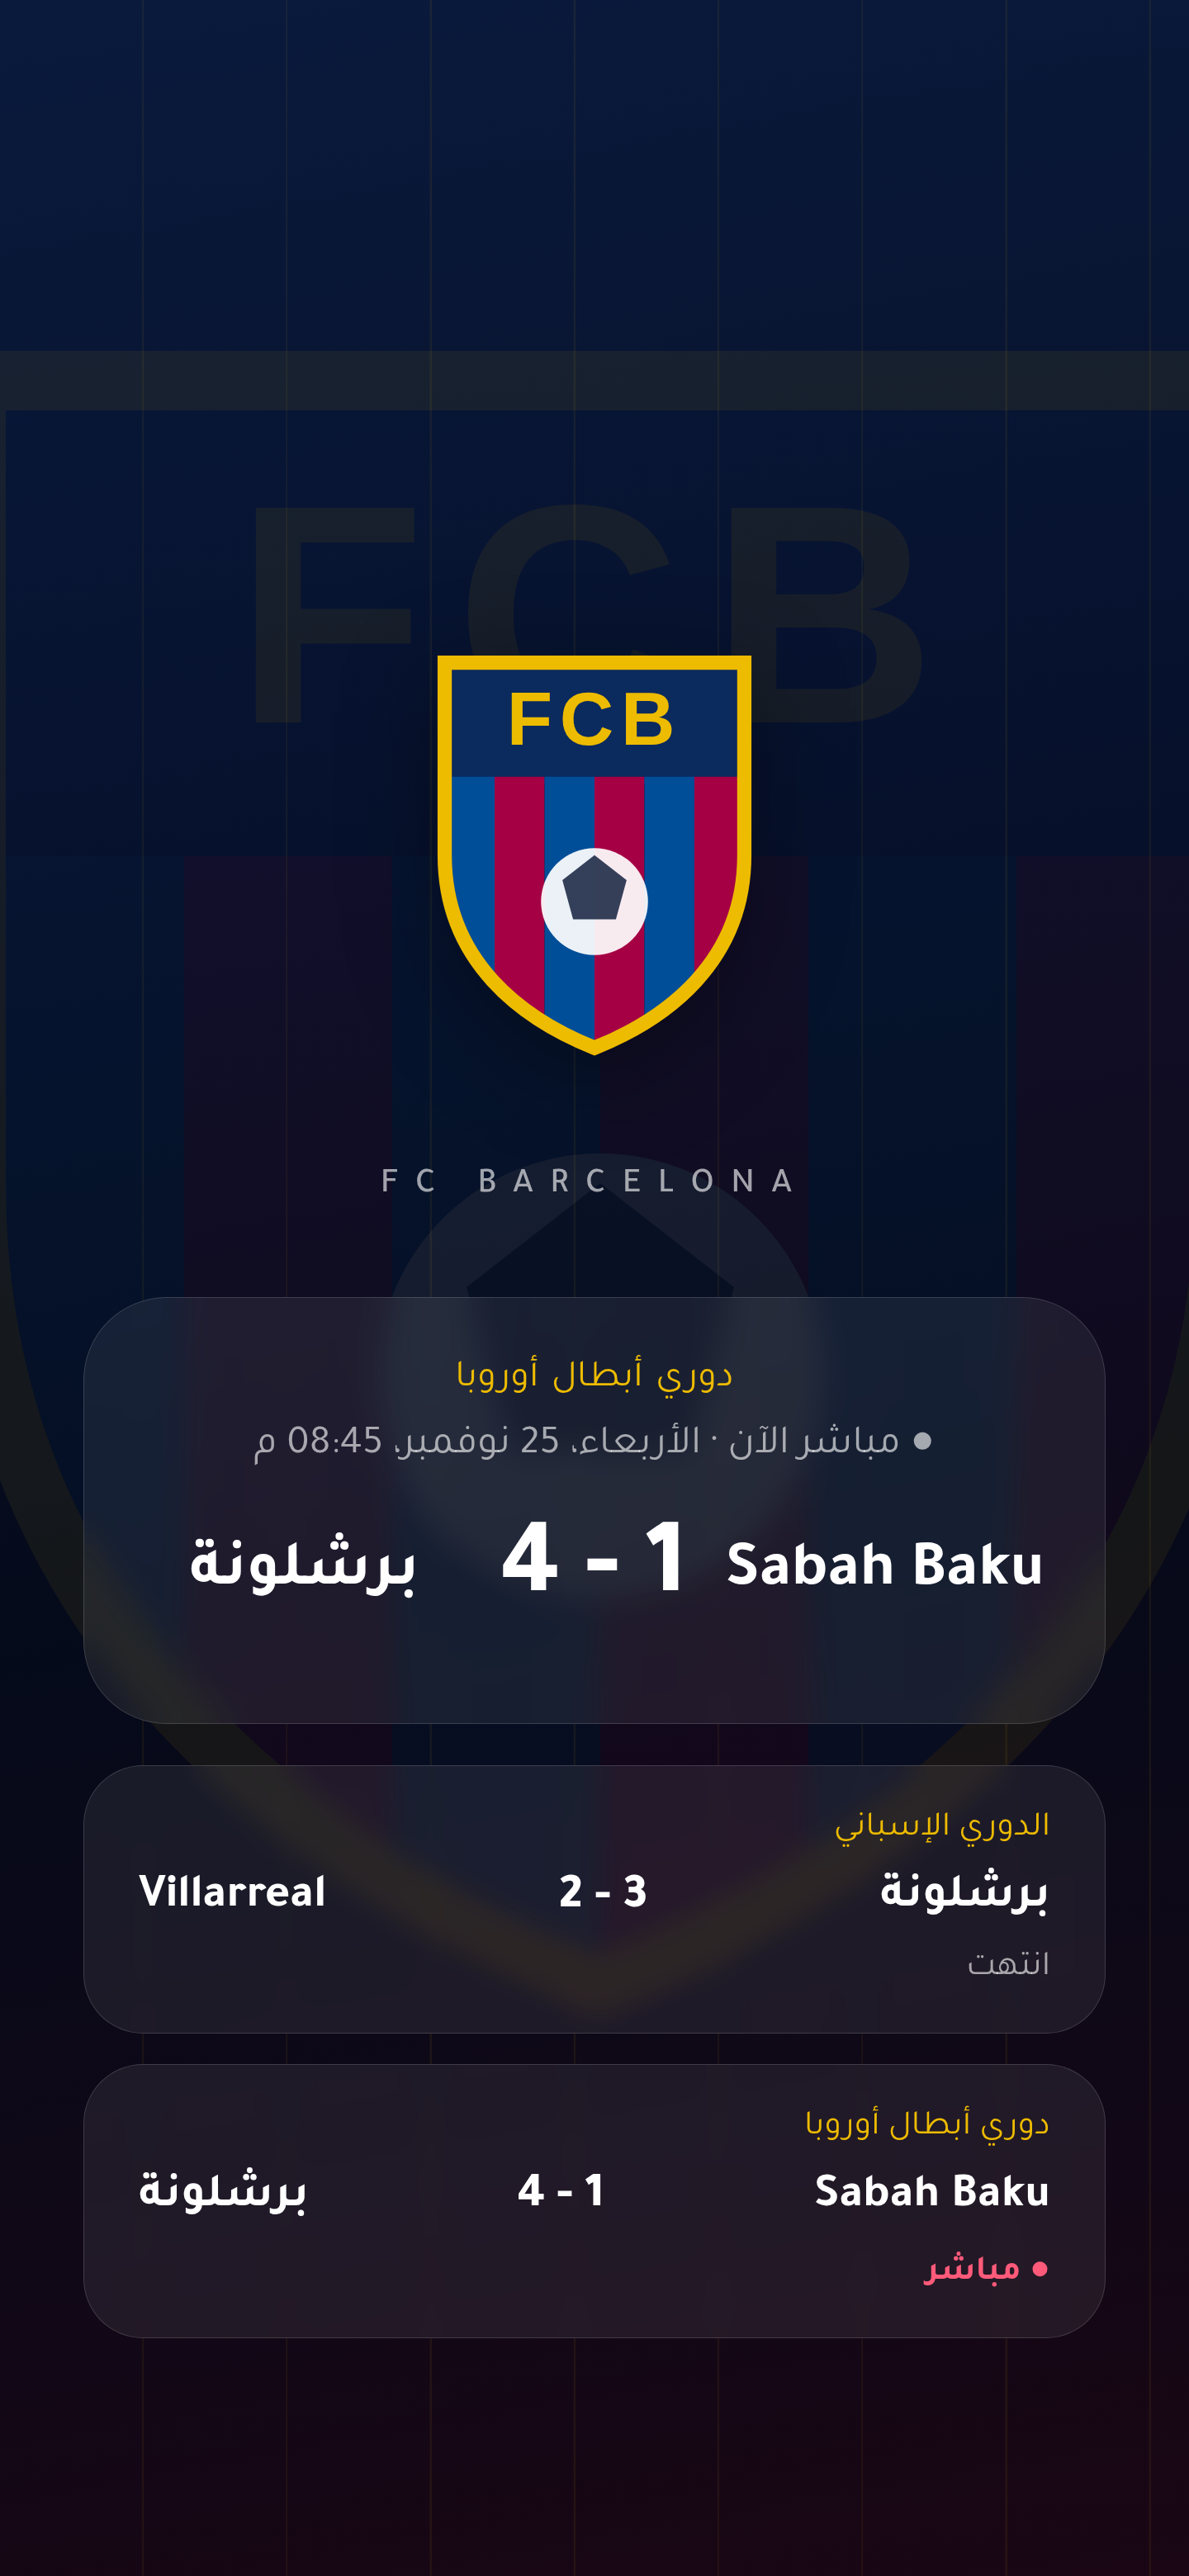 FCB
FCB
FC BARCELONA
دوري أبطال أوروبا
● مباشر الآن · الأربعاء، 25 نوفمبر، 08:45 م
Sabah Baku 1 - 4 برشلونة
الدوري الإسباني
برشلونة 3 - 2 Villarreal
انتهت
دوري أبطال أوروبا
Sabah Baku 1 - 4 برشلونة
● مباشر